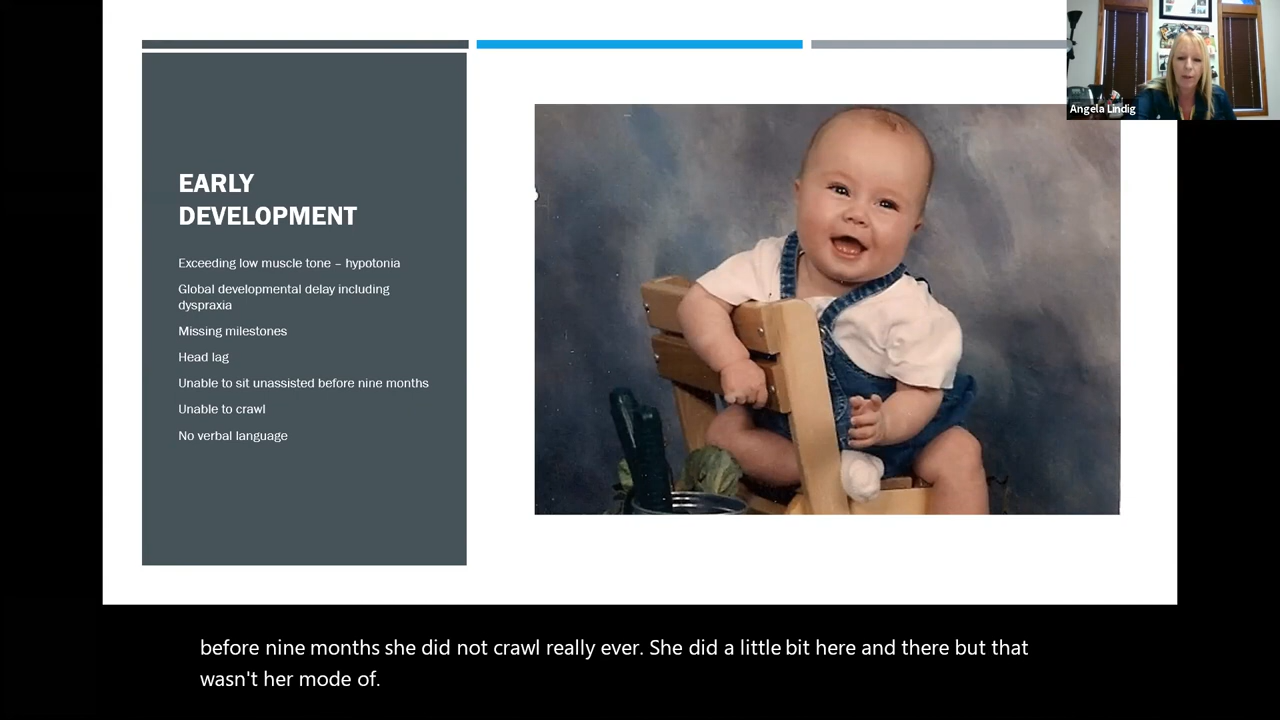 Angela Lindig
EARLY
DEVELOPMENT
Exceeding low muscle tone – hypotonia
Global developmental delay including
dyspraxia
Missing milestones
Head lag
Unable to sit unassisted before nine months
Unable to crawl
No verbal language
before nine months she did not crawl really ever. She did a little bit here and there but that
wasn't her mode of.